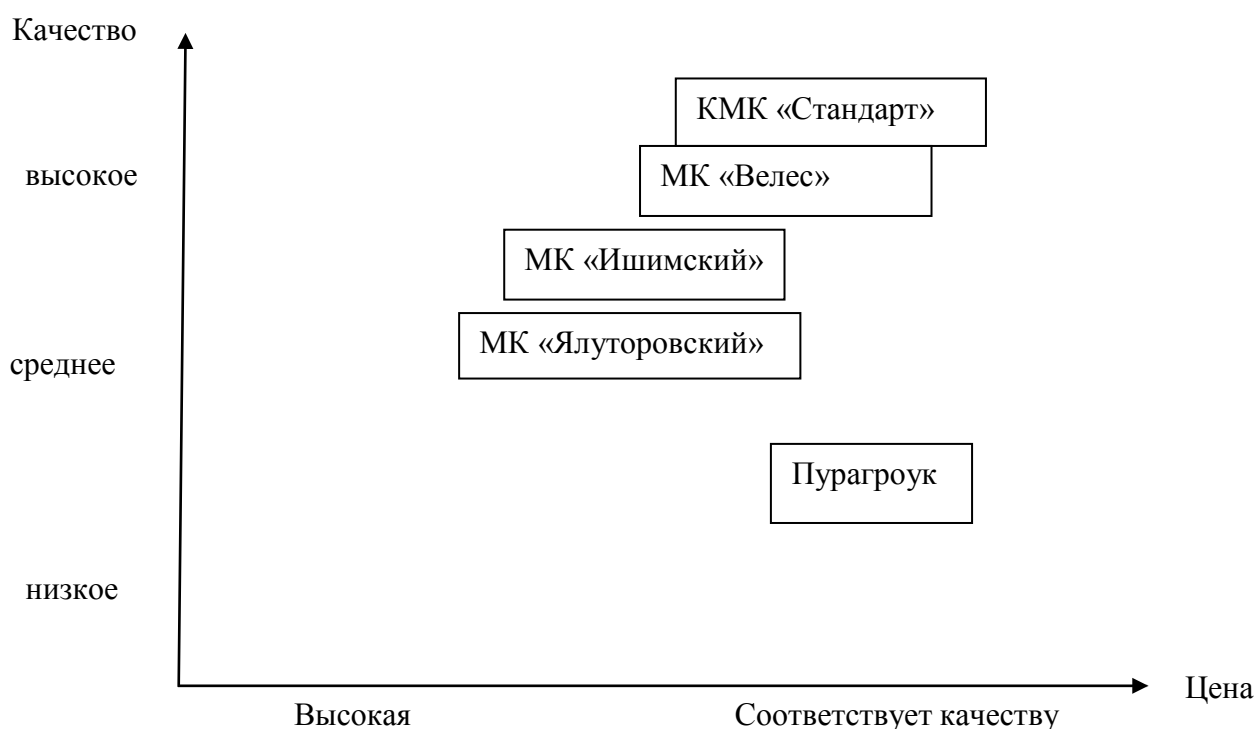 Качество
КМК «Стандарт»
высокое
МК «Велес»
МК «Ишимский»
МК «Ялуторовский»
среднее
Пурагроук
низкое
Цена
Высокая
Соответствует качеству